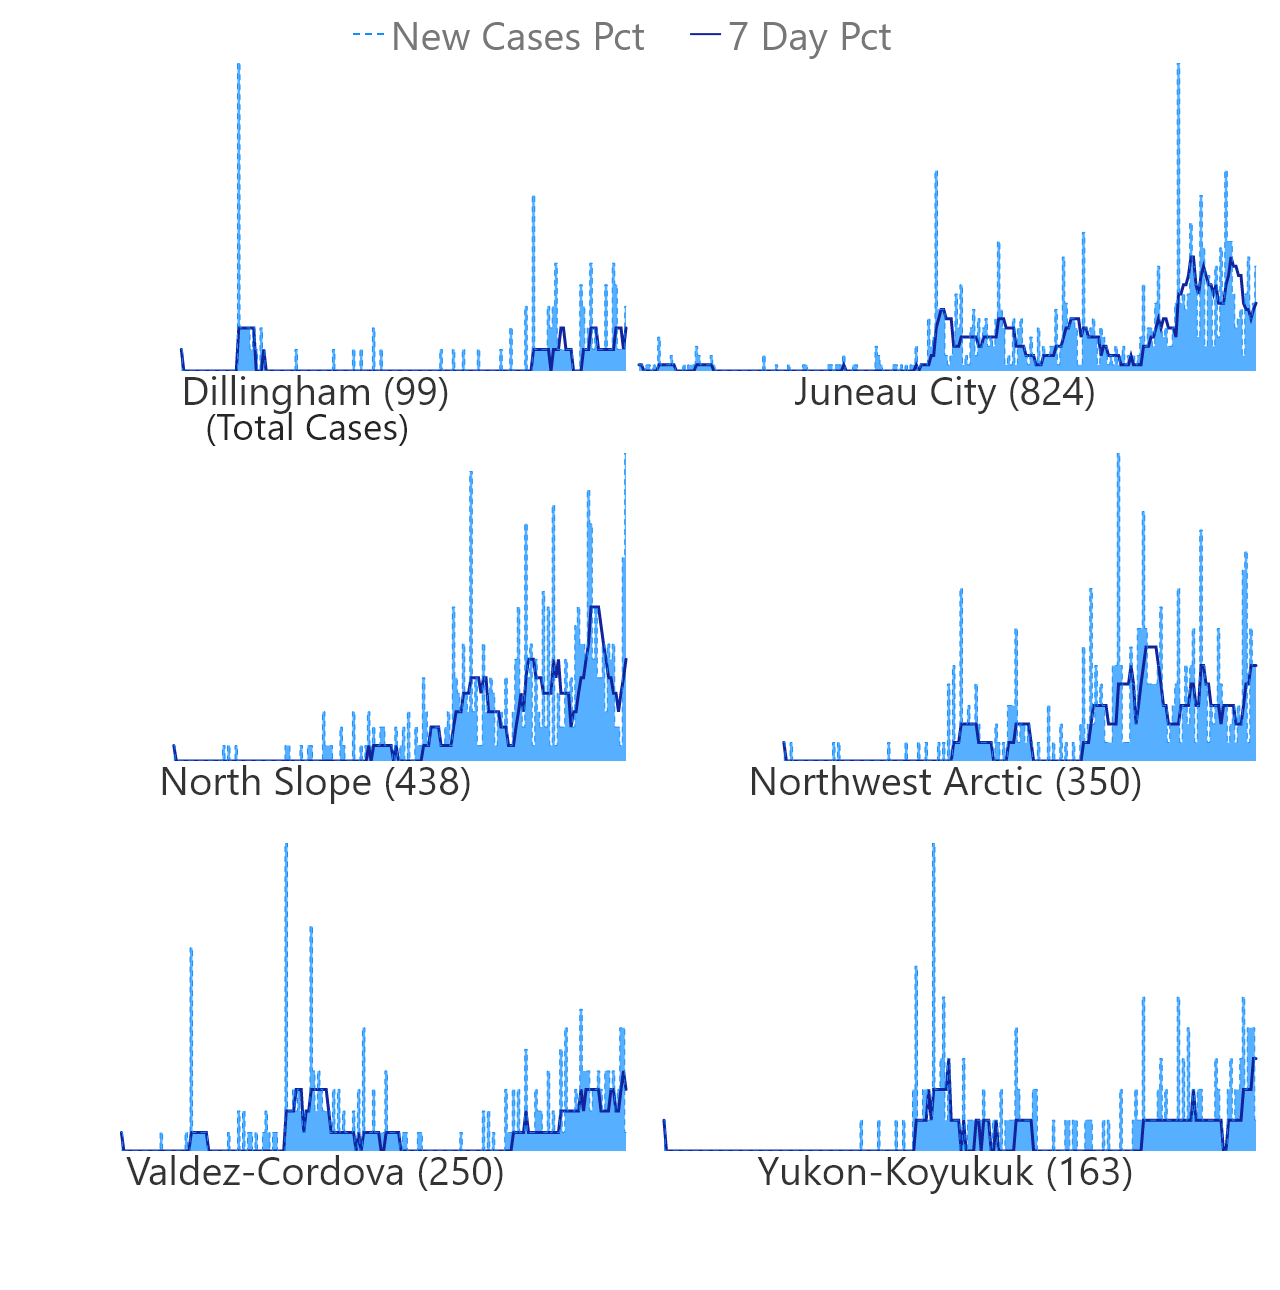 New Cases Pct 7 Day Pct
Dillingham (99) Juneau City (824)
(Total Cases)
North Slope (438) Northwest Arctic (350)
Valdez-Cordova (250) Yukon-Koyukuk (163)